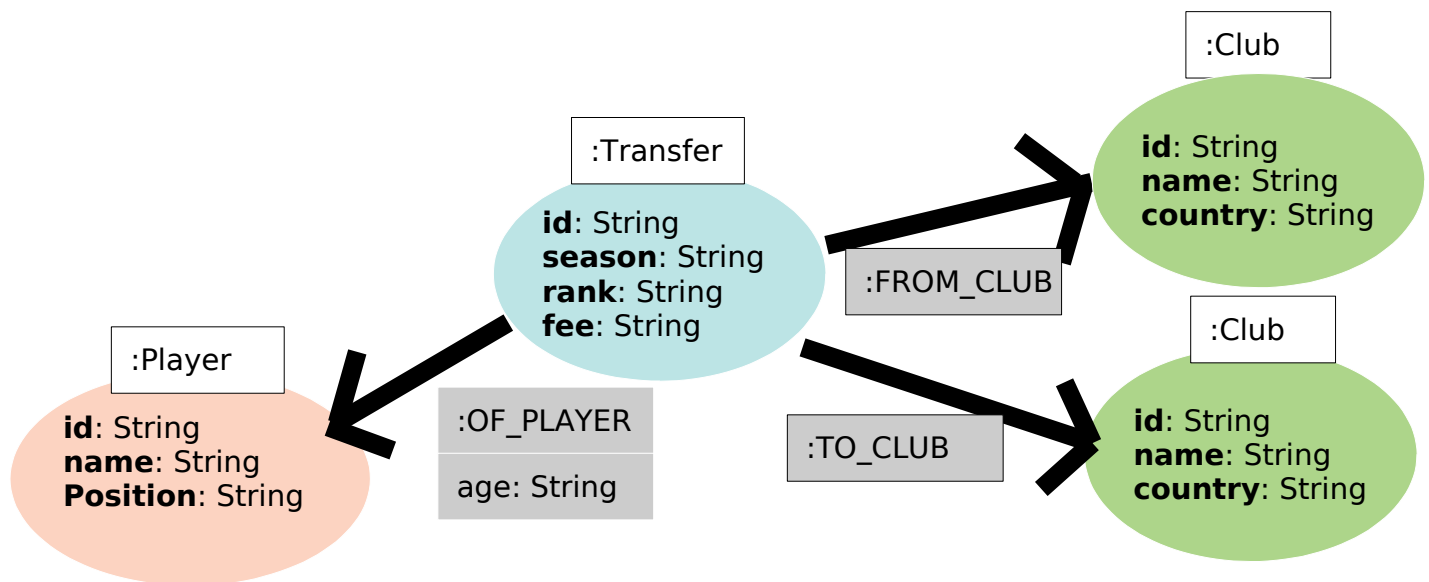 :Club
id: String
name: String
country: String
:Transfer
id: String
season: String
rank: String
fee: String
:FROM_CLUB
:Club
id: String
name: String
country: String
:TO_CLUB
:Player
id: String
name: String
Position: String
:OF_PLAYER
age: String